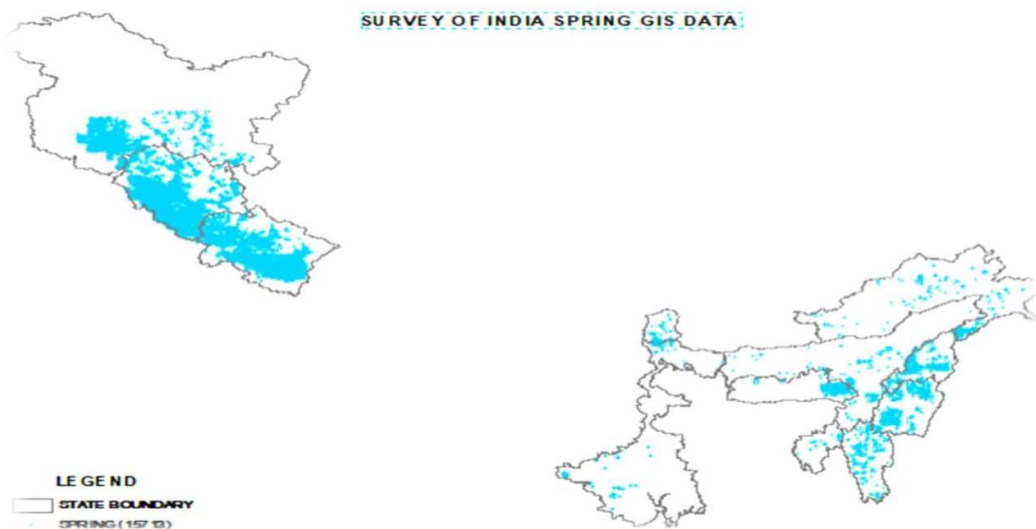 SURVEY OF INDIA SPRING GIS DATA
LEGEND
STATE BOUNDARY
SPRING (15713)